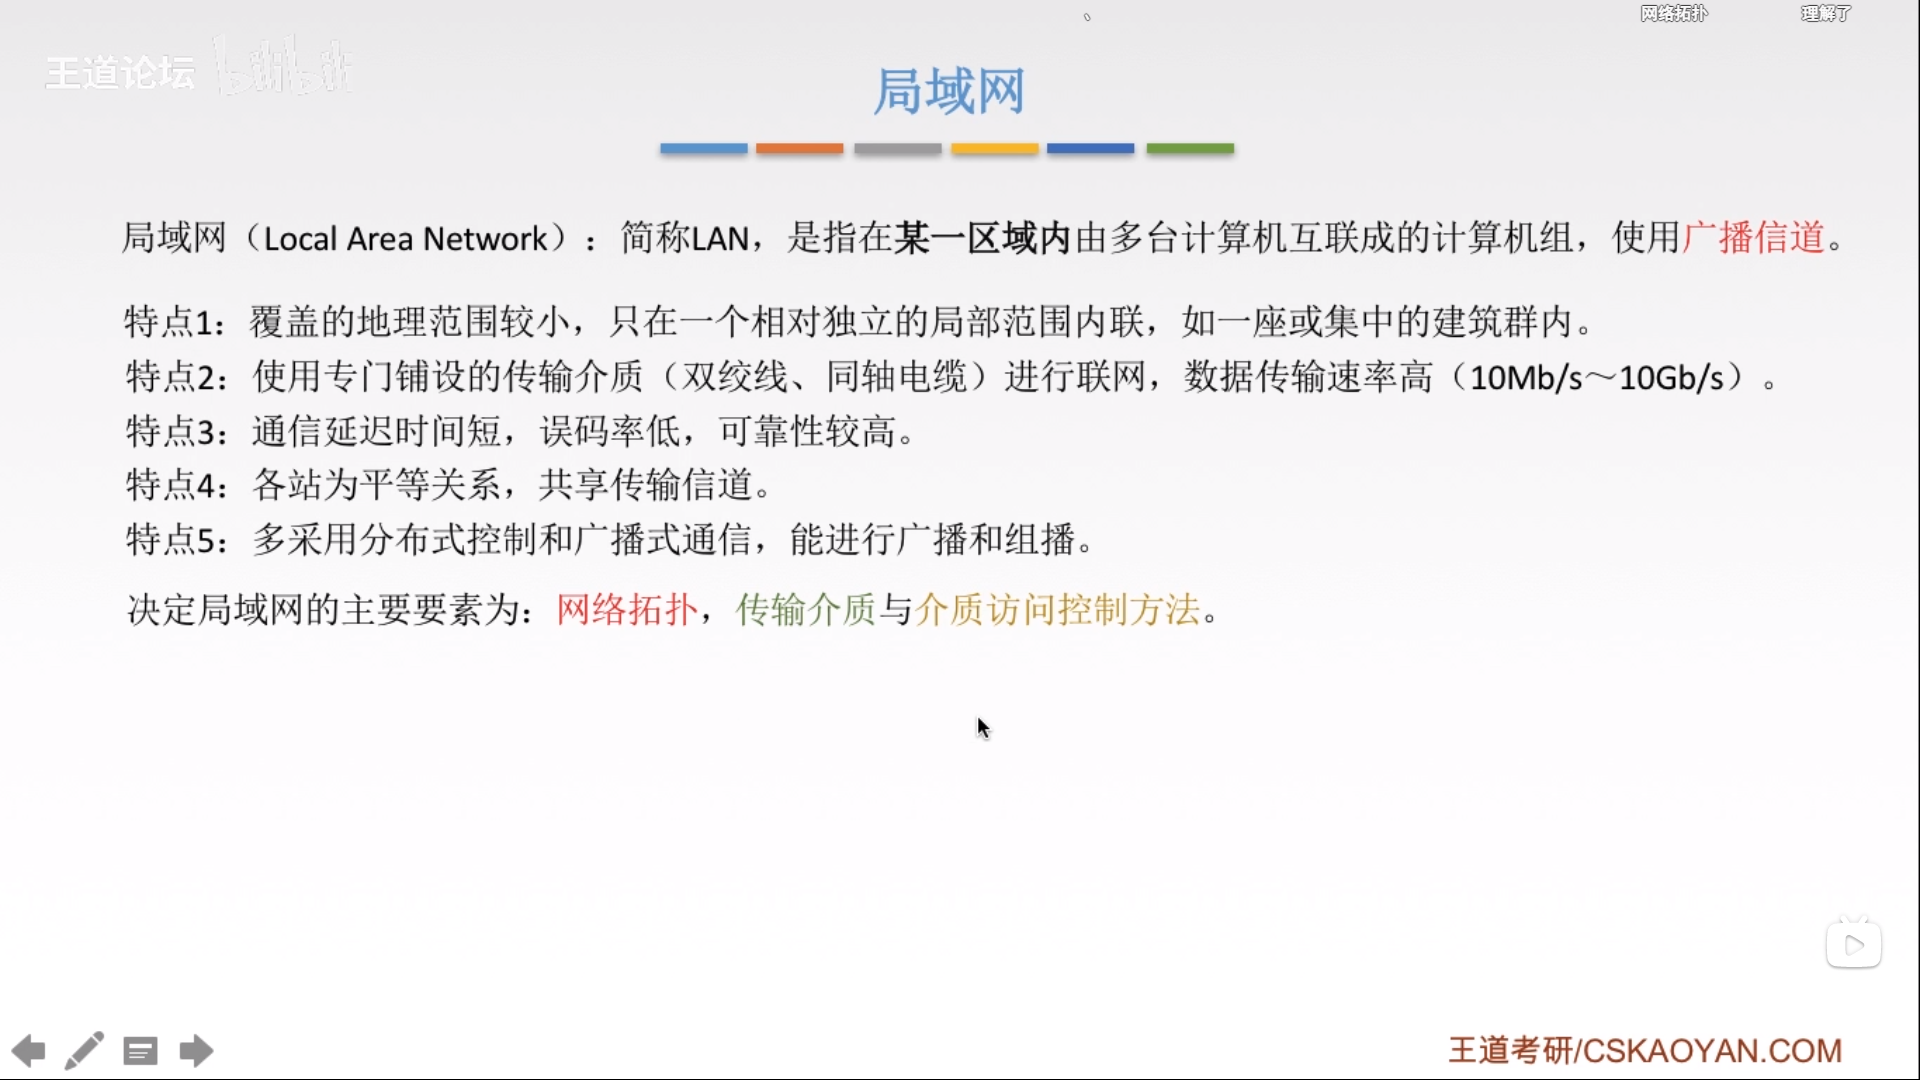 网络拓扑 理解了
王道论坛 bilibili
局域网
局域网（Local Area Network）：简称LAN，是指在某一区域内由多台计算机互联成的计算机组，使用广播信道。
特点1：覆盖的地理范围较小，只在一个相对独立的局部范围内联，如一座或集中的建筑群内。
特点2：使用专门铺设的传输介质（双绞线、同轴电缆）进行联网，数据传输速率高（10Mb/s～10Gb/s）。
特点3：通信延迟时间短，误码率低，可靠性较高。
特点4：各站为平等关系，共享传输信道。
特点5：多采用分布式控制和广播式通信，能进行广播和组播。
决定局域网的主要要素为：网络拓扑，传输介质与介质访问控制方法。
王道考研/CSKAOYAN.COM